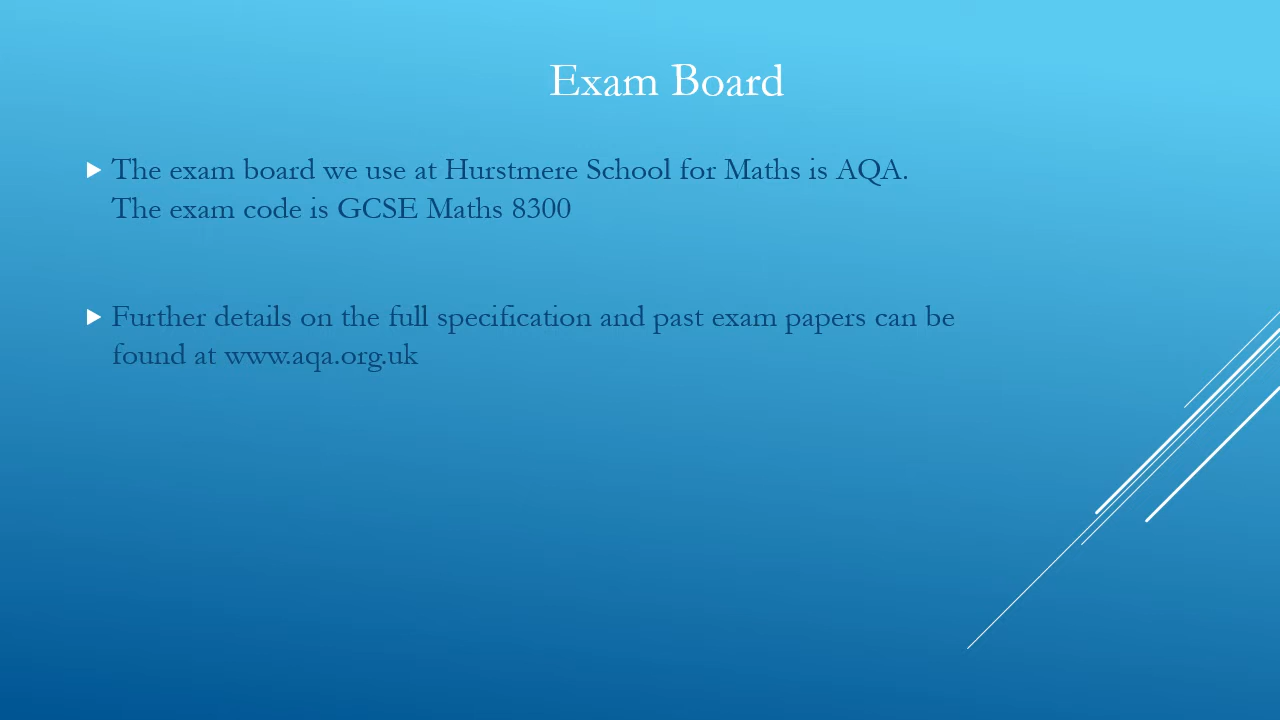 Exam Board
The exam board we use at Hurstmere School for Maths is AQA.
The exam code is GCSE Maths 8300
Further details on the full specification and past exam papers can be
found at www.aqa.org.uk